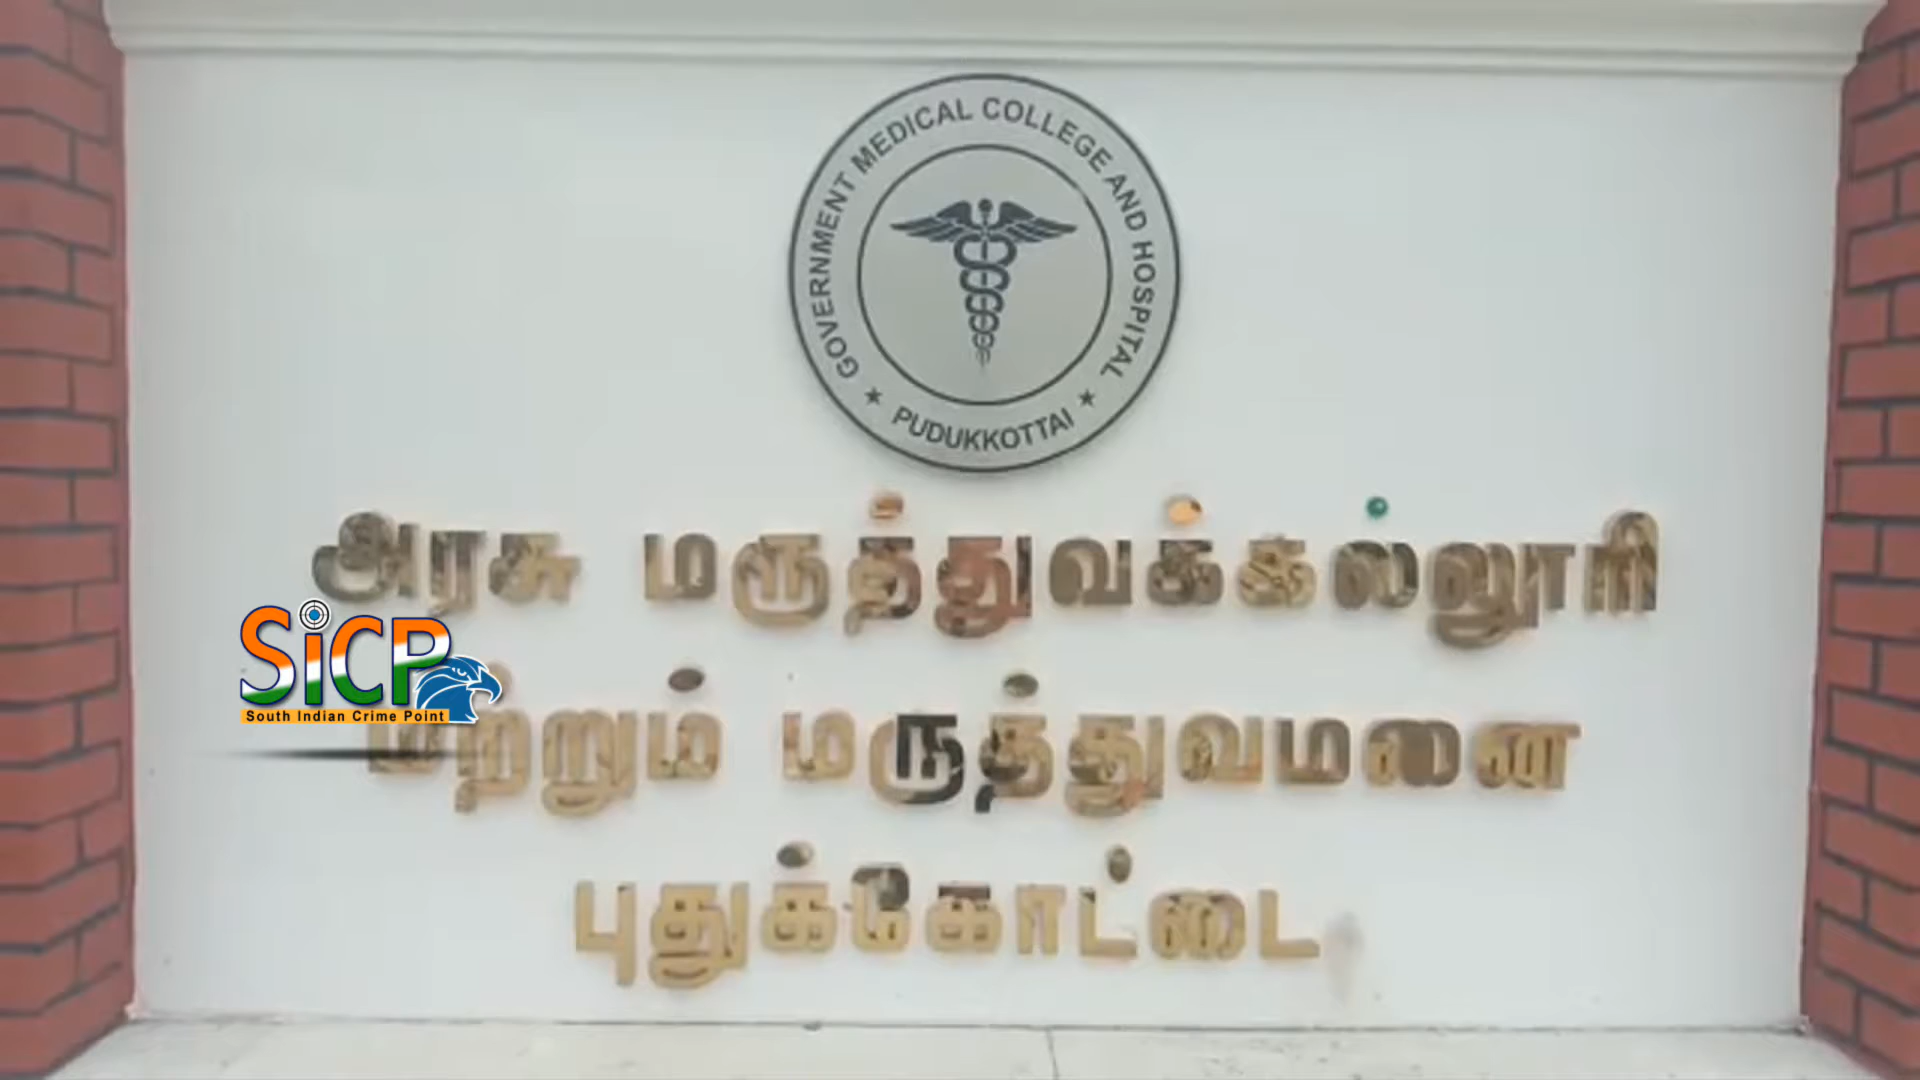 GOVERNMENT MEDICAL COLLEGE AND HOSPITAL
★ PUDUKKOTTAI ★
அரசு மருத்துவக்கல்லூரி
மற்றும் மருத்துவமனை
புதுக்கோட்டை
SiCP
South Indian Crime Point